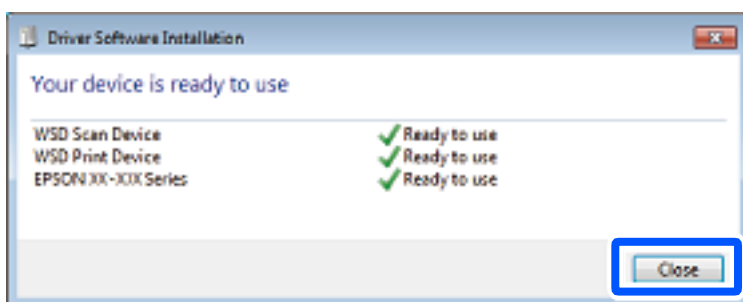 Driver Software Installation
Your device is ready to use
WSD Scan Device Ready to use
WSD Print Device Ready to use
EPSON XX-XXX Series Ready to use
Close